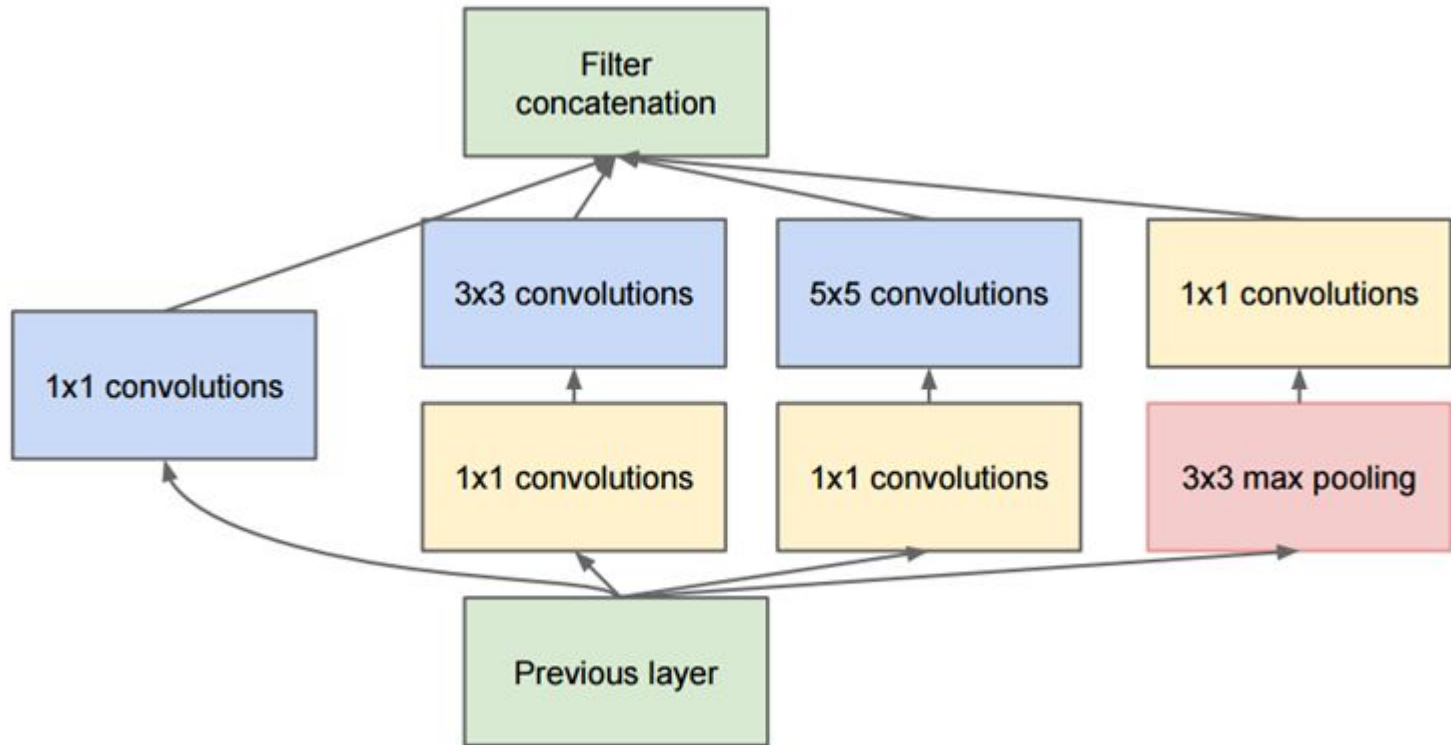 Filter
concatenation
3x3 convolutions
5x5 convolutions
1x1 convolutions
1x1 convolutions
1x1 convolutions
1x1 convolutions
3x3 max pooling
Previous layer